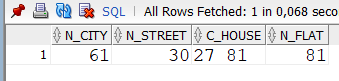 SQL | All Rows Fetched: 1 in 0,068 seco
N_CITY N_STREET C_HOUSE N_FLAT
1 61 30 27 81 81